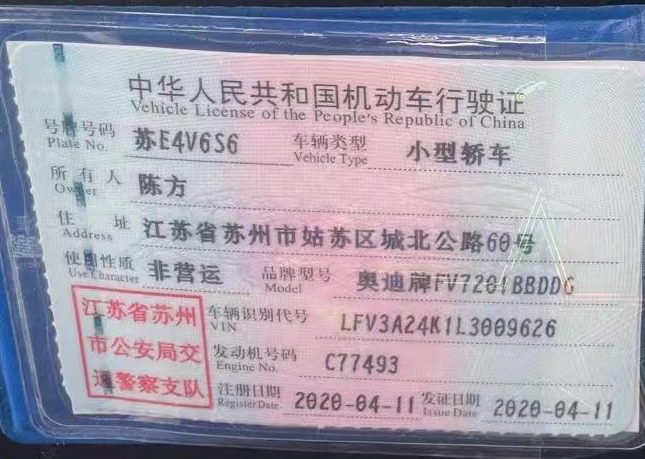 中华人民共和国机动车行驶证
Vehicle License of the People's Republic of China
号牌号码 苏E4V6S6 车辆类型 小型轿车
Plate No. Vehicle Type
所有人 陈方
Owner
住址 江苏省苏州市姑苏区城北公路60号
Address
使用性质 非营运 品牌型号 奥迪牌FV7201BBDDG
Use Character Model
江苏省苏州
市公安局交
通警察支队
车辆识别代号 LFV3A24K1L3009626
VIN
发动机号码 C77493
Engine No.
注册日期 2020-04-11 发证日期 2020-04-11
Register Date Issue Date